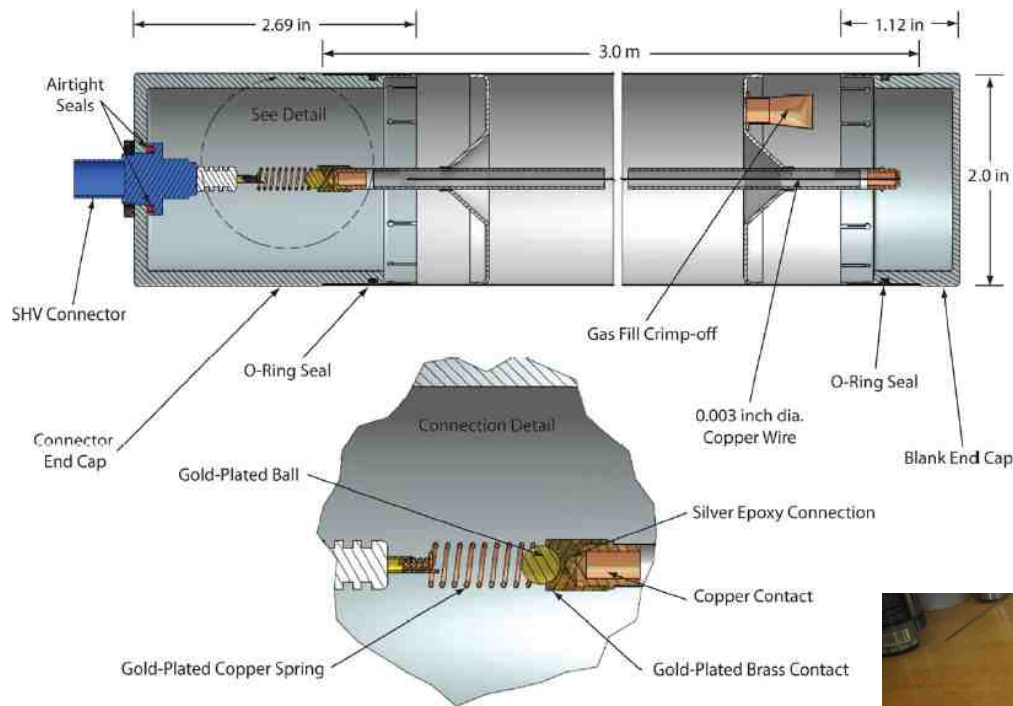 2.69 in
1.12 in
3.0 m
Airtight
Seals
See Detail
2.0 in
SHV Connector
Gas Fill Crimp-off
O-Ring Seal
O-Ring Seal
0.003 inch dia.
Copper Wire
Connector
End Cap
Blank End Cap
Connection Detail
Gold-Plated Ball
Silver Epoxy Connection
Copper Contact
Gold-Plated Copper Spring
Gold-Plated Brass Contact